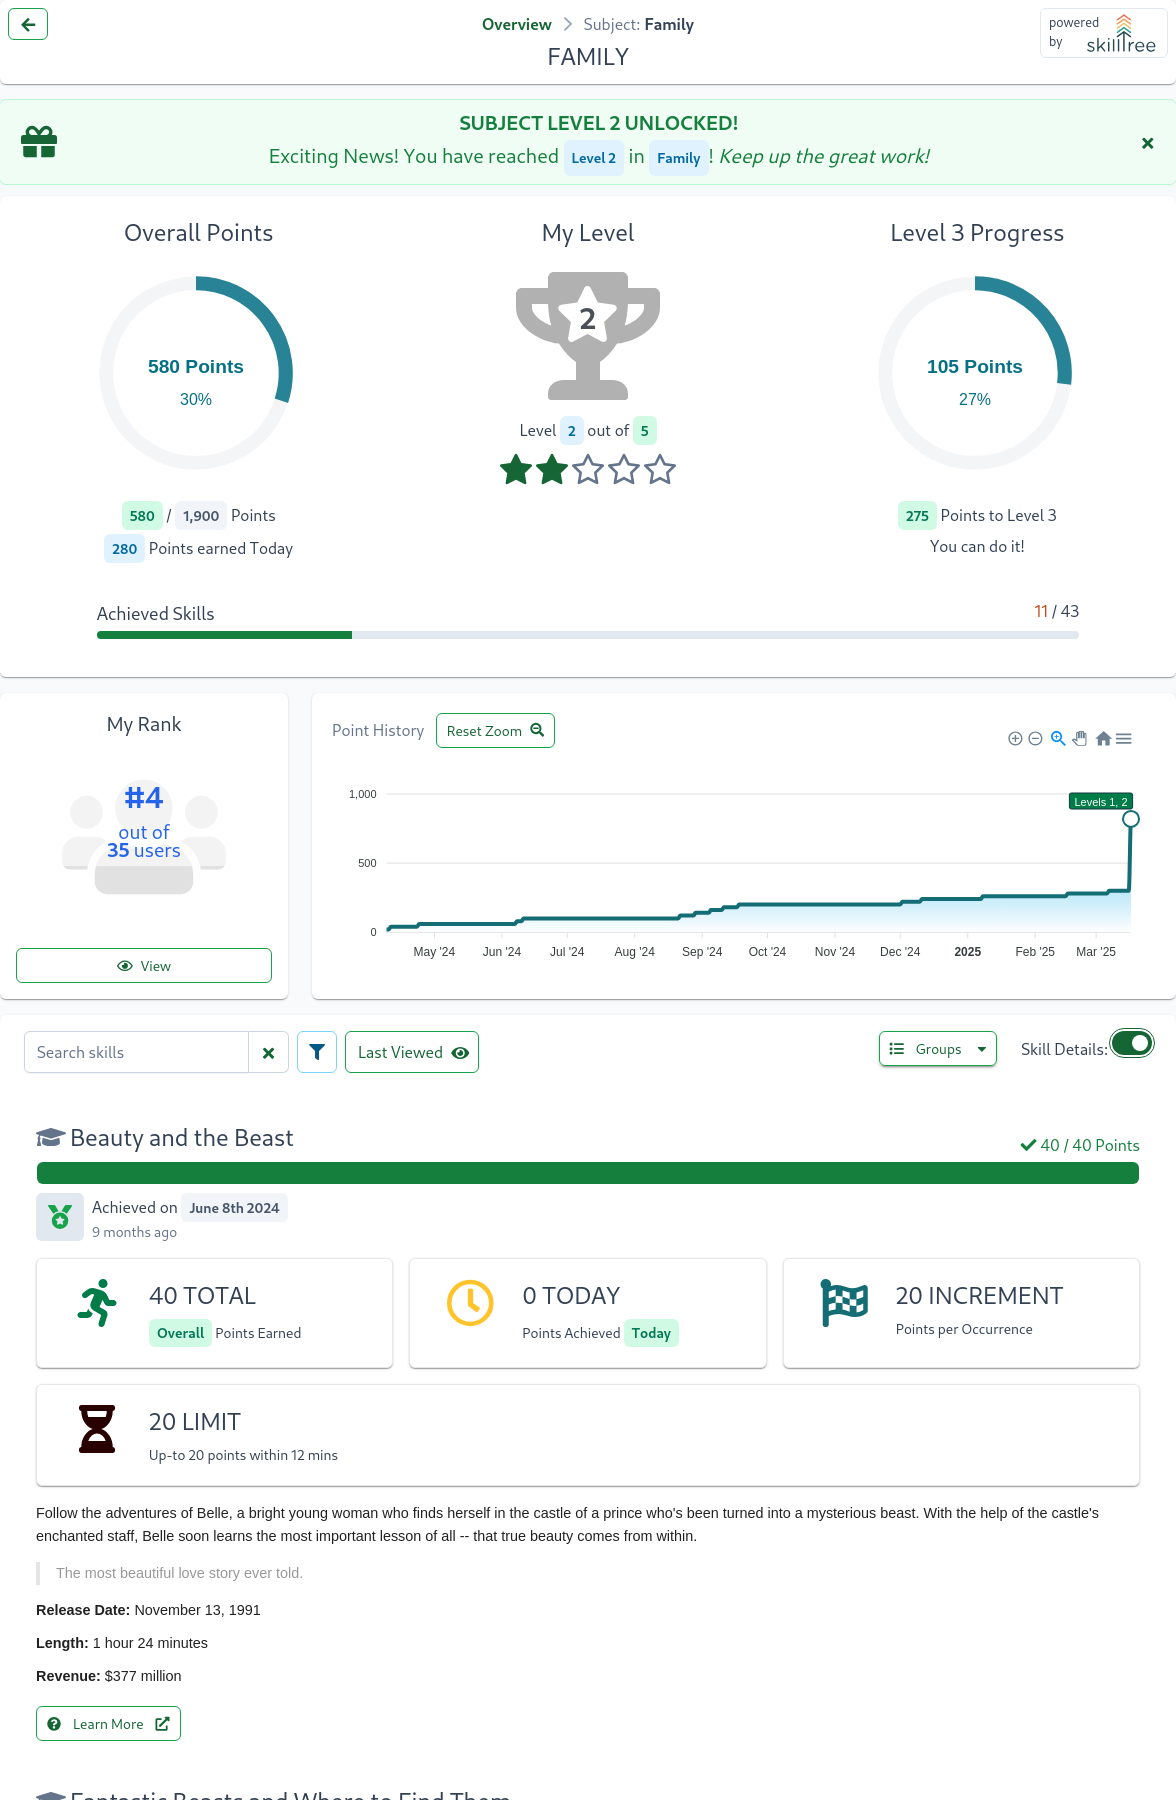 Overview > Subject: Family
FAMILY
powered
by
skilltree
SUBJECT LEVEL 2 UNLOCKED!
Exciting News! You have reached Level 2 in Family! Keep up the great work!
Overall Points
580 Points
30%
580 / 1,900 Points
280 Points earned Today
My Level
2
Level 2 out of 5
Level 3 Progress
105 Points
27%
275 Points to Level 3
You can do it!
Achieved Skills
11 / 43
My Rank
#4
out of
35 users
View
Point History
Reset Zoom
Levels 1, 2
1,000
500
0
May '24 Jun '24 Jul '24 Aug '24 Sep '24 Oct '24 Nov '24 Dec '24 2025 Feb '25 Mar '25
Search skills
Last Viewed
Groups
Skill Details:
Beauty and the Beast
40 / 40 Points
Achieved on June 8th 2024
9 months ago
40 TOTAL
Overall Points Earned
0 TODAY
Points Achieved Today
20 INCREMENT
Points per Occurrence
20 LIMIT
Up-to 20 points within 12 mins
Follow the adventures of Belle, a bright young woman who finds herself in the castle of a prince who's been turned into a mysterious beast. With the help of the castle's
enchanted staff, Belle soon learns the most important lesson of all -- that true beauty comes from within.
The most beautiful love story ever told.
Release Date: November 13, 1991
Length: 1 hour 24 minutes
Revenue: $377 million
Learn More
Fantastic Beasts and Where to Find Them